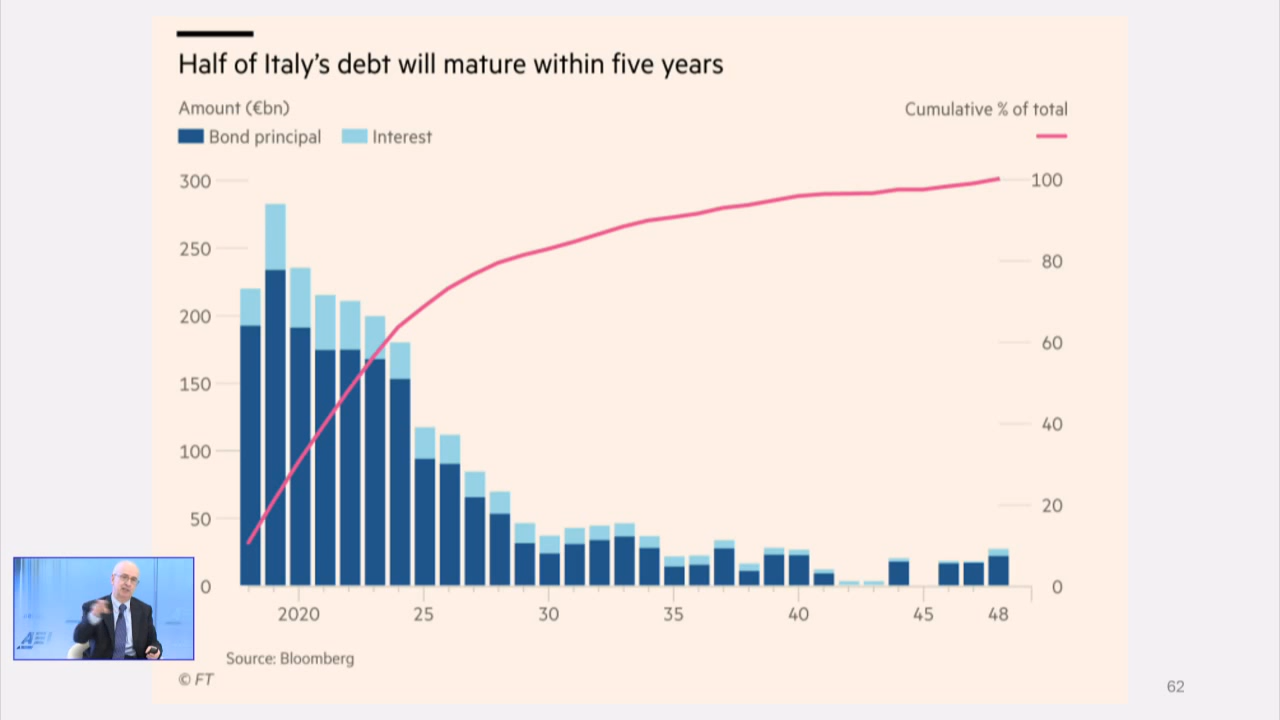 Half of Italy's debt will mature within five years
Amount (€bn)
Cumulative % of total
Bond principal
Interest
300
250
200
150
100
50
0
100
80
60
40
20
0
2020 25 30 35 40 45 48
Source: Bloomberg
© FT
AEI
62